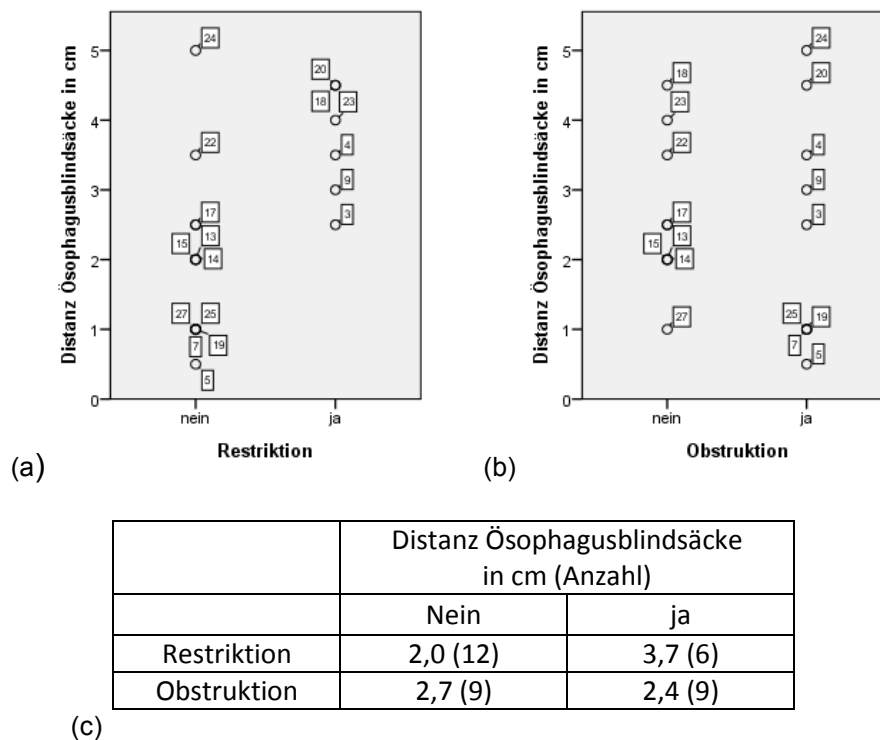 Distanz Ösophagusblindsäcke in cm
5
4
3
2
1
0
24
20
18 23
22
4
9
17
3
13
15
14
27 25
7 19
5
nein ja
Restriktion
(a)
Distanz Ösophagusblindsäcke in cm
5
4
3
2
1
0
24
18 20
23
22 4
9
17 3
13
15
14
27 25 19
7 5
nein ja
Obstruktion
(b)
Distanz Ösophagusblindsäcke
in cm (Anzahl)
Nein ja
Restriktion 2,0 (12) 3,7 (6)
Obstruktion 2,7 (9) 2,4 (9)
(c)